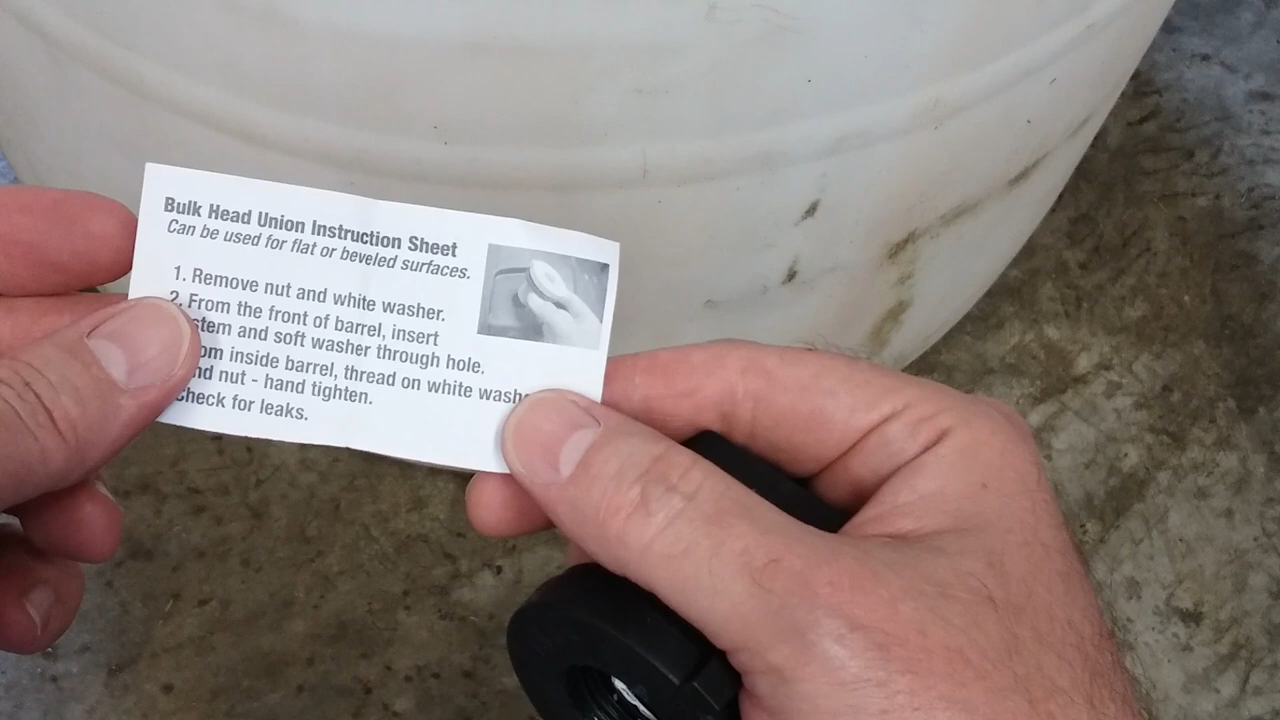 Bulk Head Union Instruction Sheet
Can be used for flat or beveled surfaces.
1. Remove nut and white washer.
2. From the front of barrel, insert
stem and soft washer through hole.
om inside barrel, thread on white washe
nd nut - hand tighten.
check for leaks.